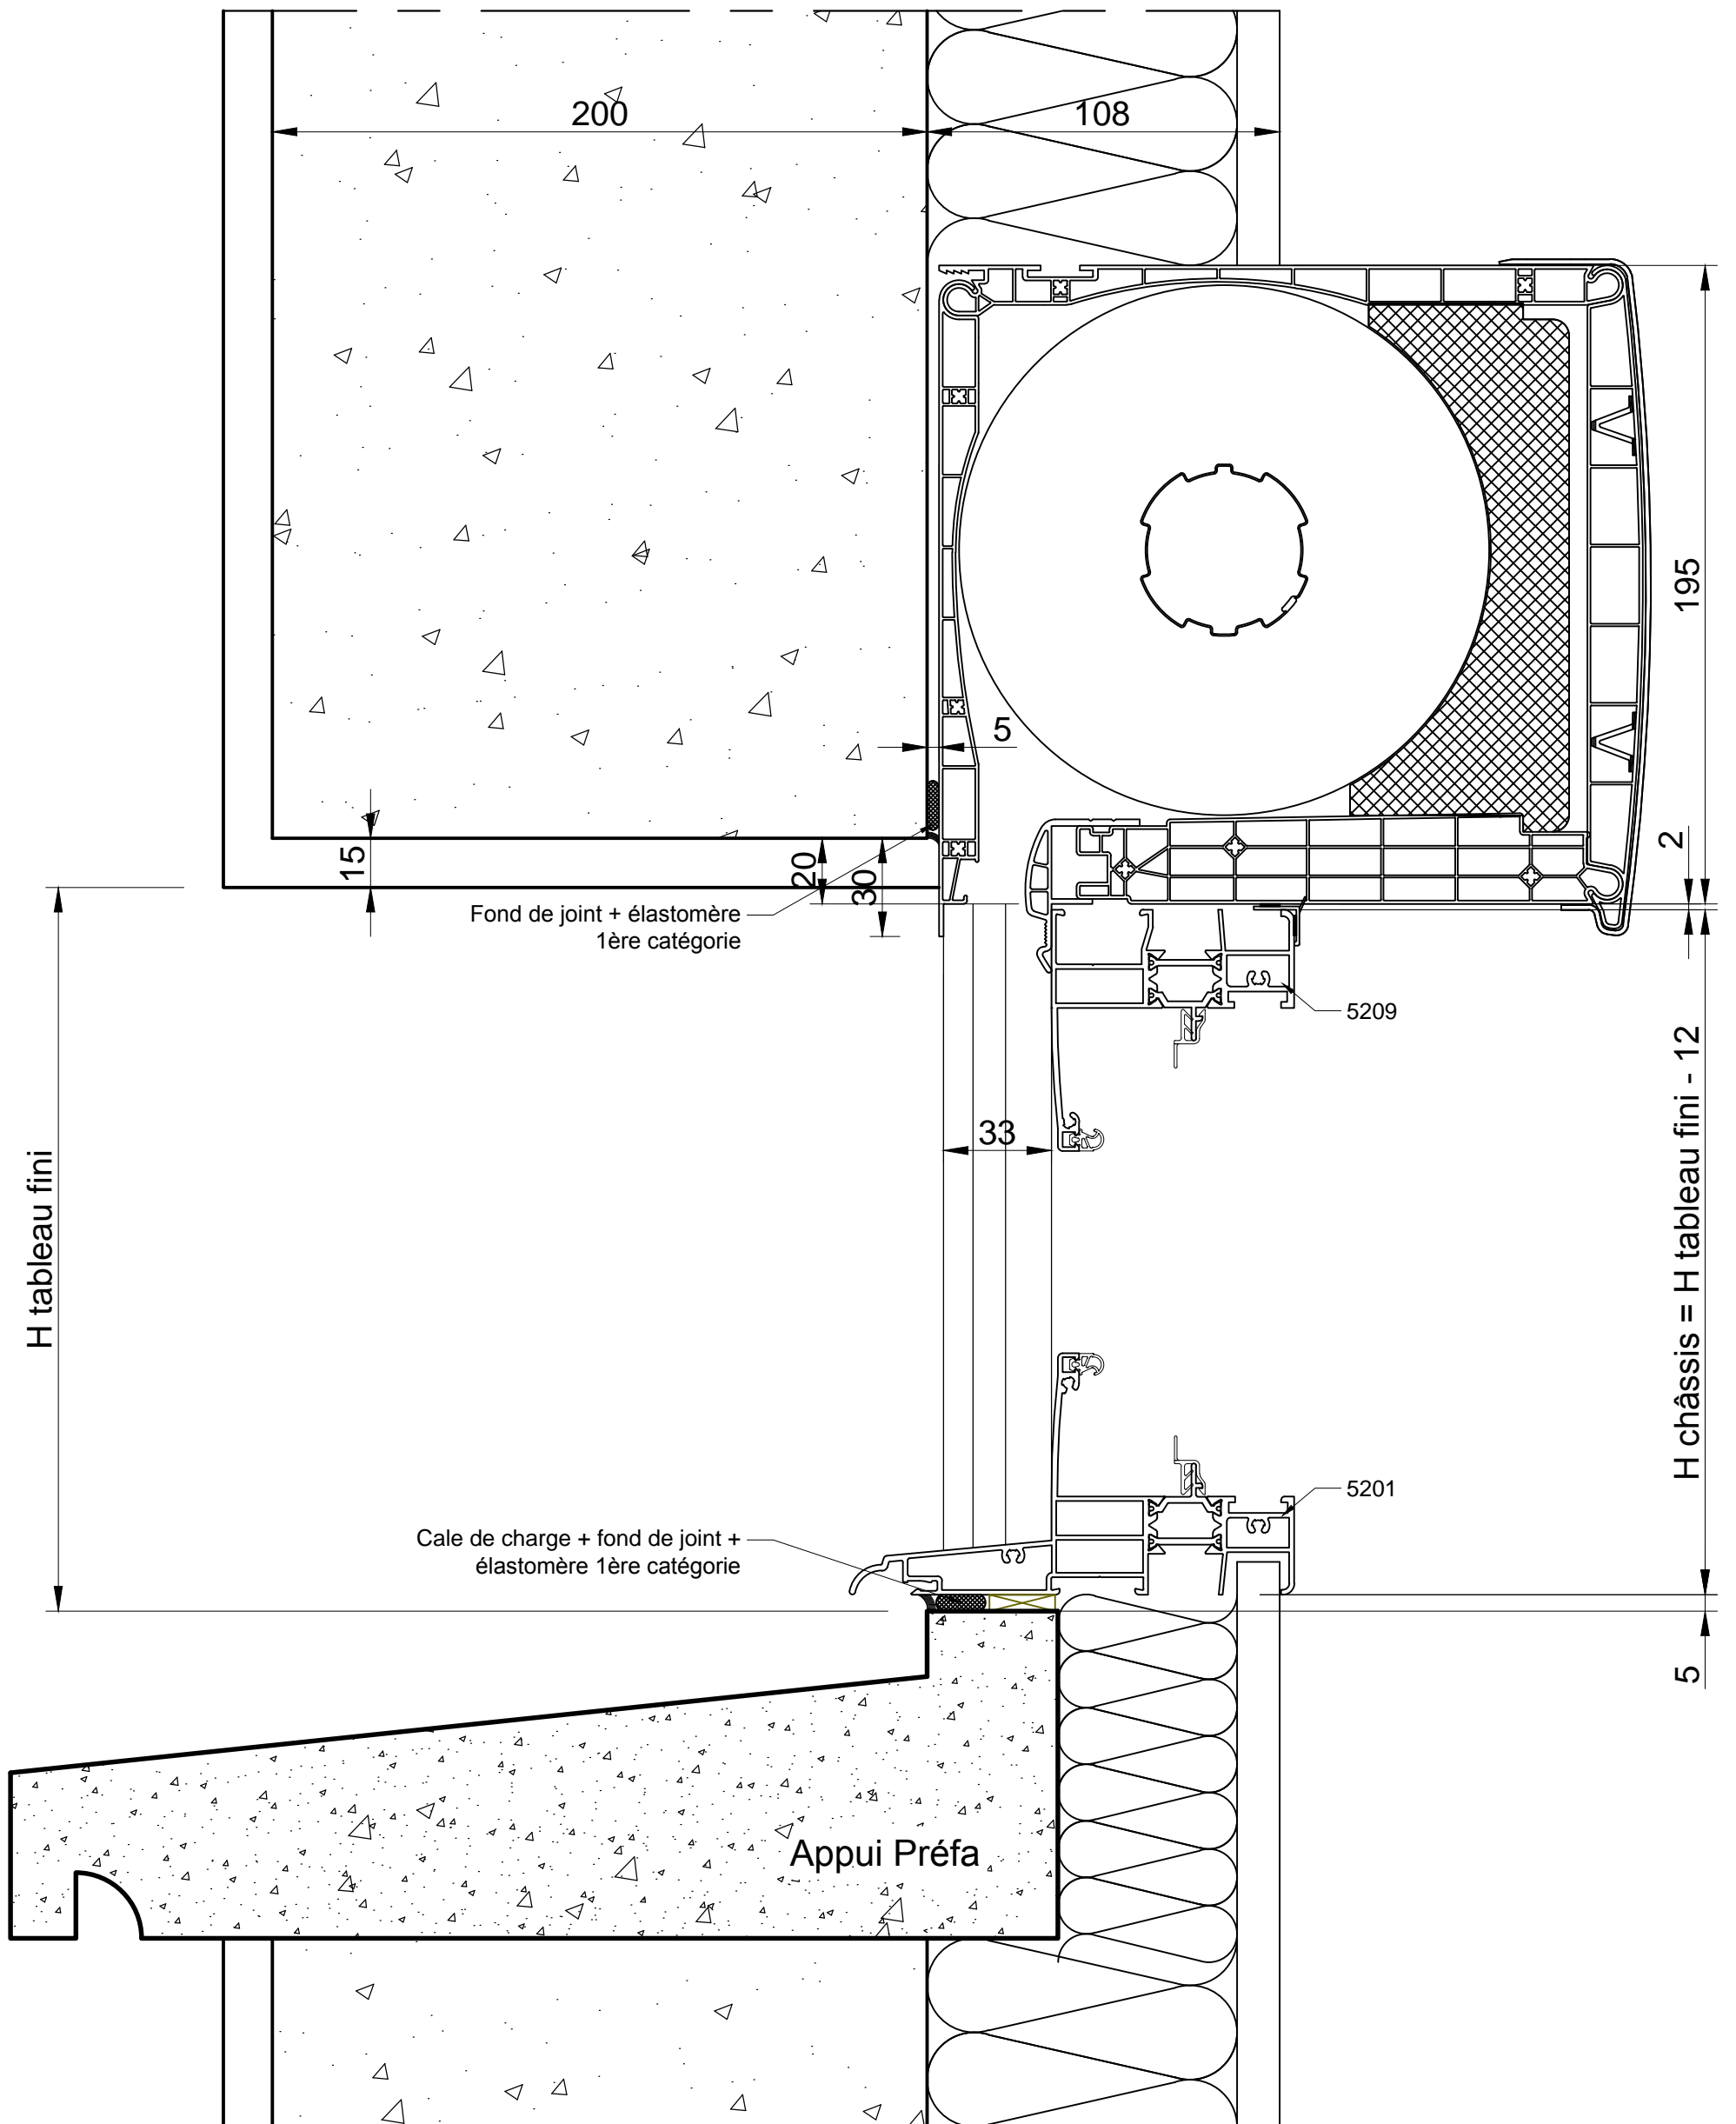 200
108
195
5
2
15
20
30
Fond de joint + élastomère
1ère catégorie
5209
33
H tableau fini
H châssis = H tableau fini - 12
5201
Cale de charge + fond de joint +
élastomère 1ère catégorie
5
Appui Préfa